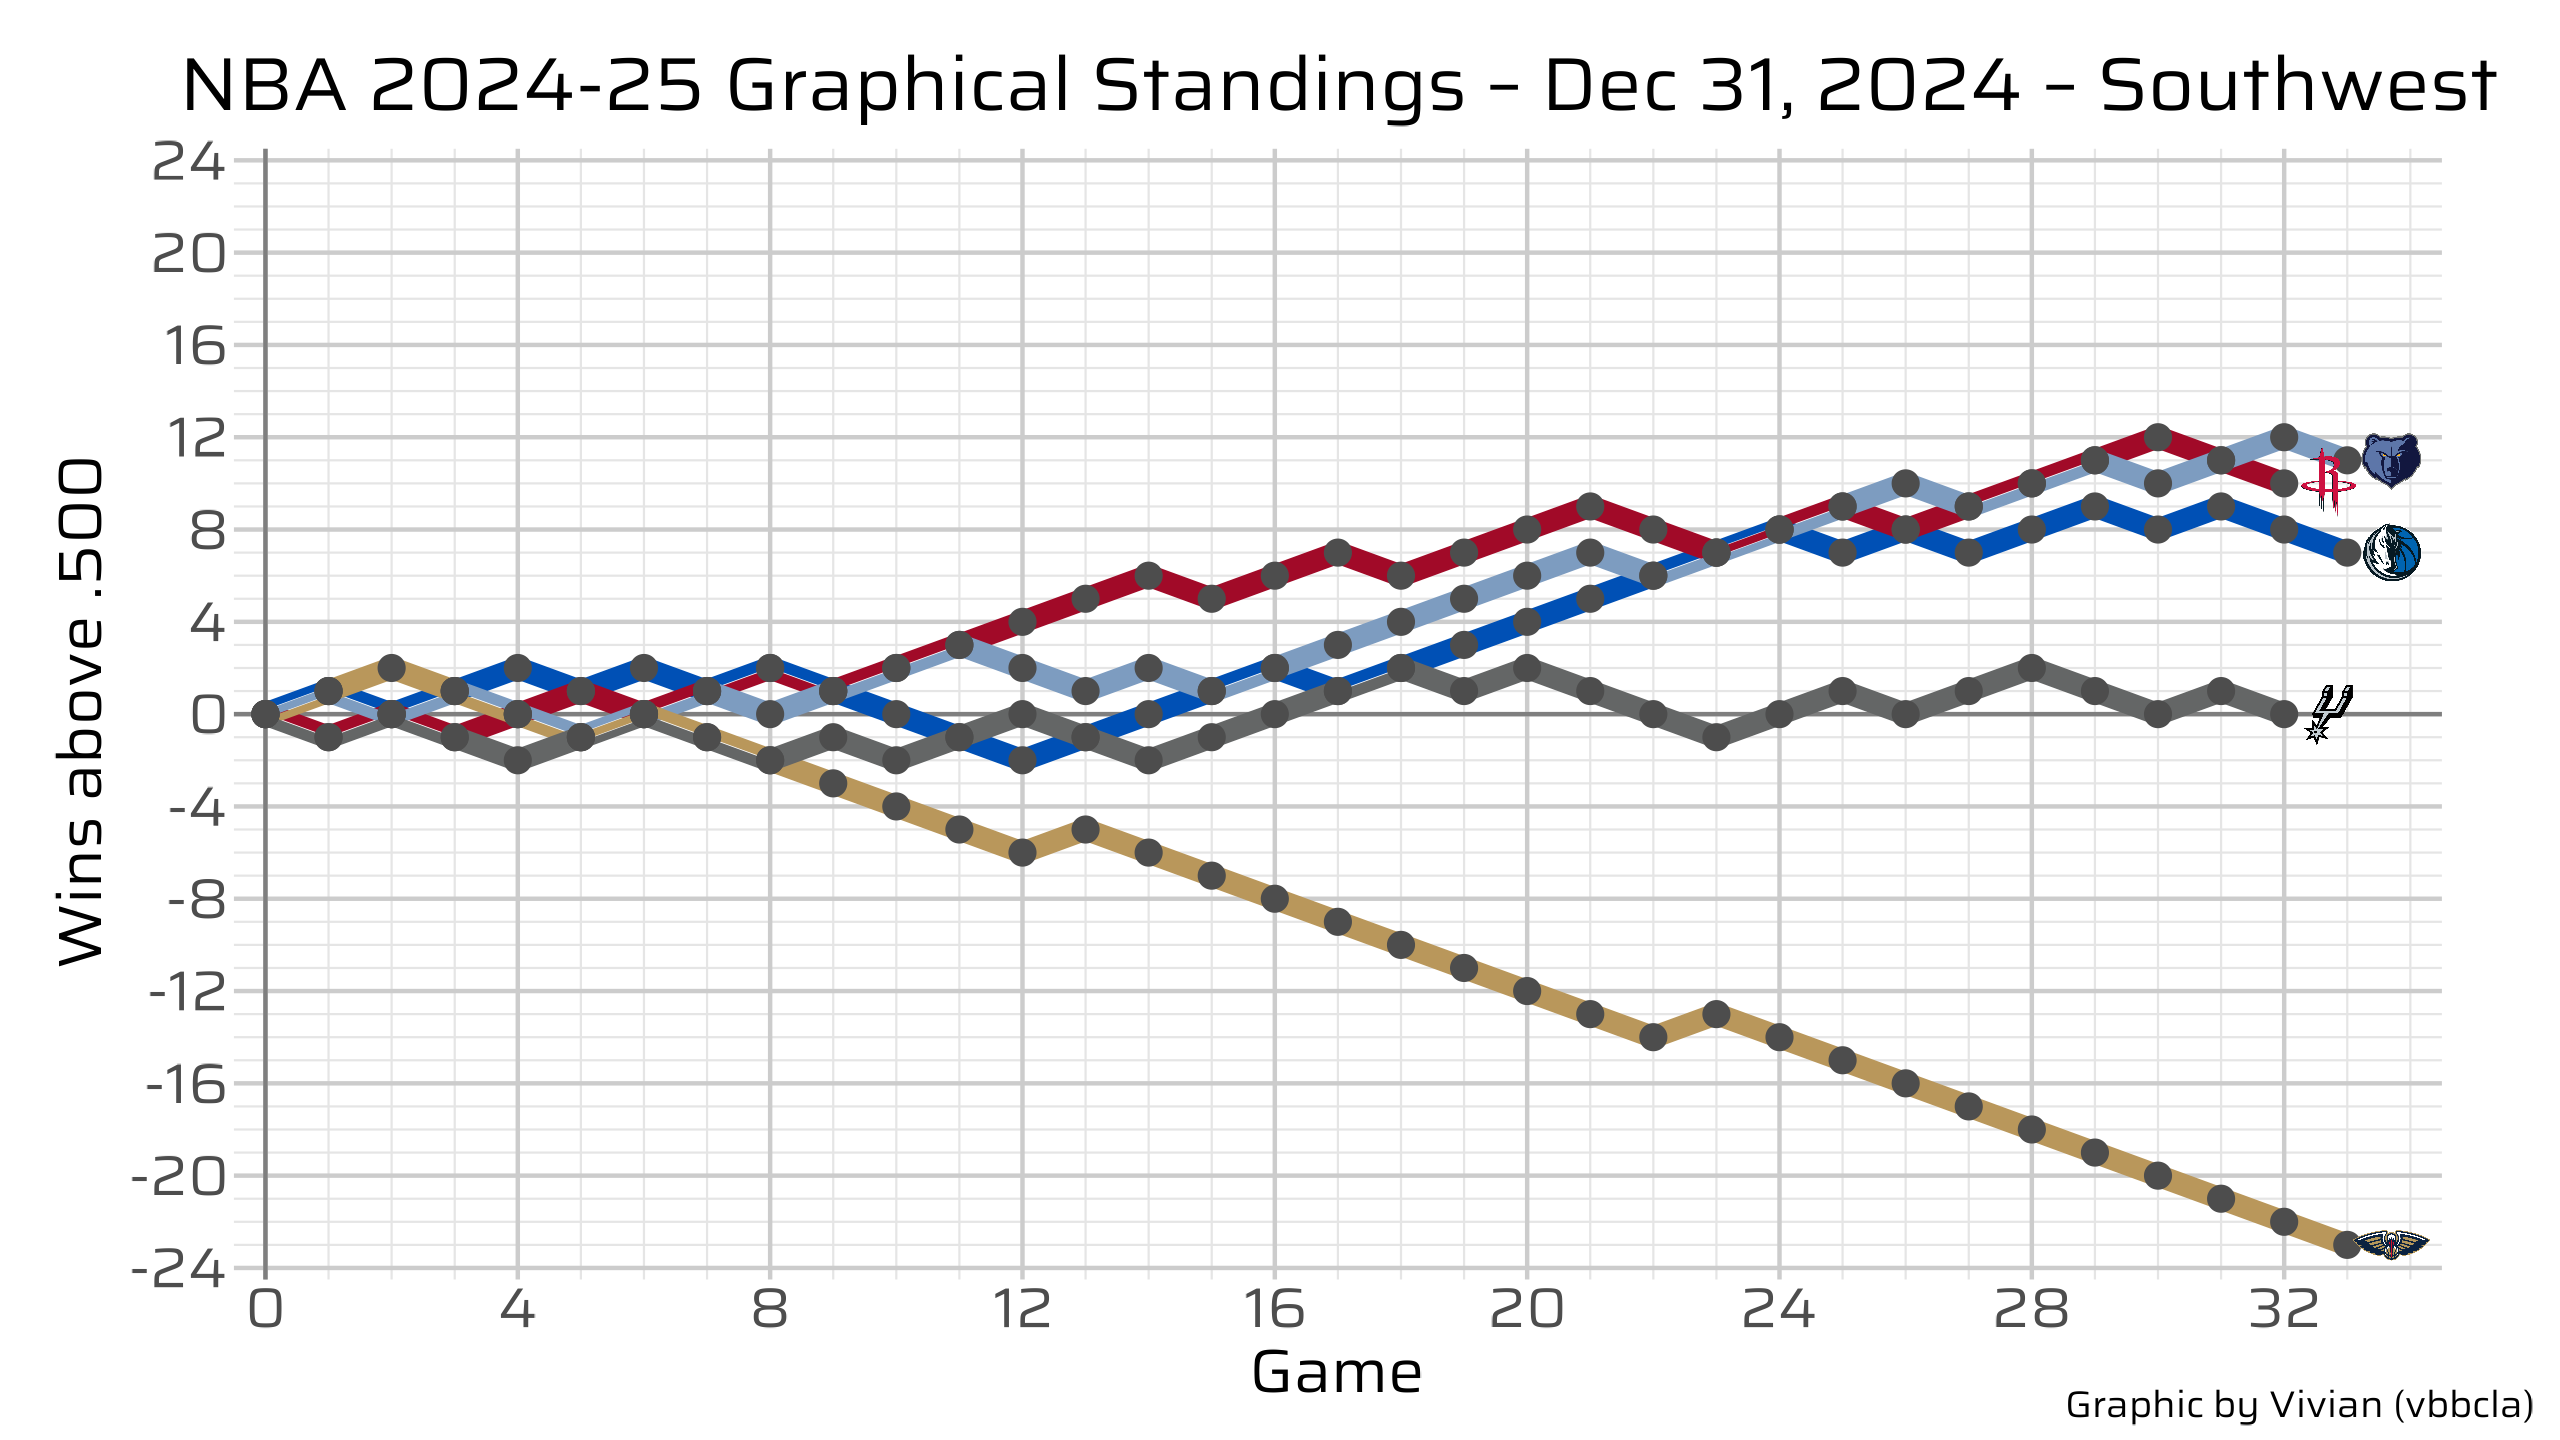 NBA 2024-25 Graphical Standings - Dec 31, 2024 - Southwest
24
20
16
12
8
4
0
-4
-8
-12
-16
-20
-24
Wins above .500
0 4 8 12 16 20 24 28 32
Game
Graphic by Vivian (vbbcla)